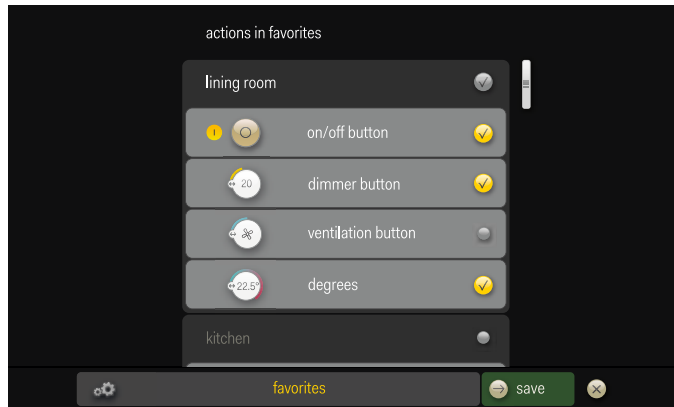 actions in favorites
lining room
I
on/off button
20
dimmer button
ventilation button
22.5°
degrees
kitchen
favorites
save